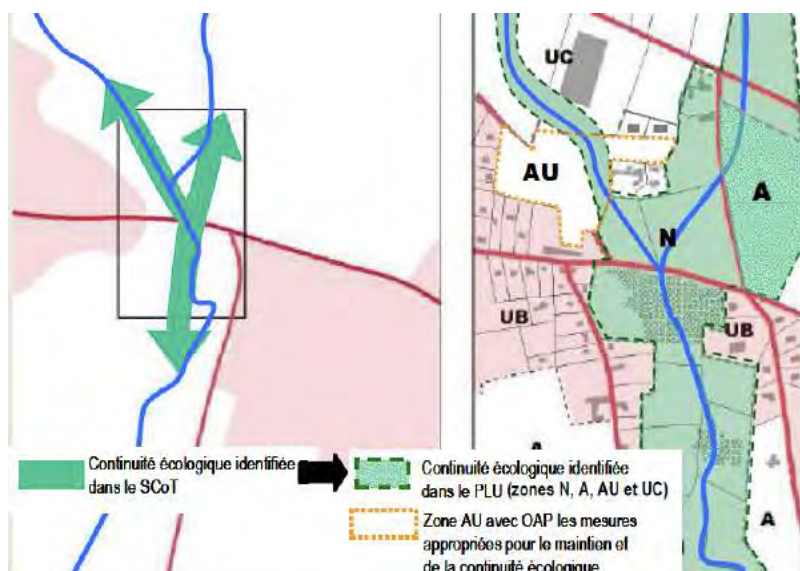 UC
AU
A
N
UB
UB
A
A
Continuité écologique identifiée
dans le SCoT
Continuité écologique identifiée
dans le PLU (zones N, A, AU et UC)
Zone AU avec OAP les mesures
appropriées pour le maintien et
de la continuité écologique